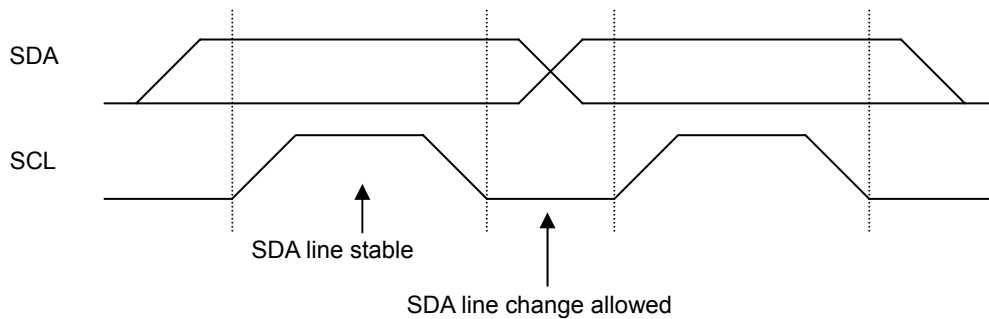 SDA
SCL
SDA line stable
SDA line change allowed